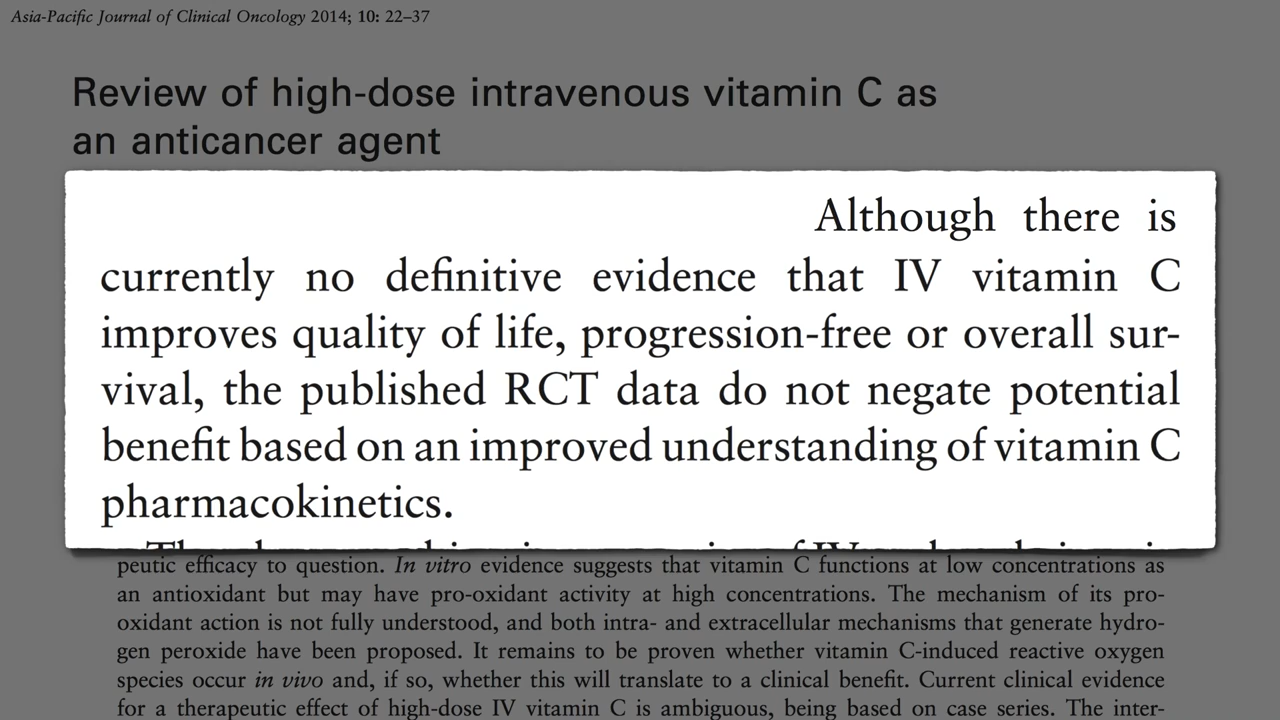 Asia-Pacific Journal of Clinical Oncology 2014; 10: 22–37
Review of high-dose intravenous vitamin C as
an anticancer agent
Although there is
currently no definitive evidence that IV vitamin C
improves quality of life, progression-free or overall sur-
vival, the published RCT data do not negate potential
benefit based on an improved understanding of vitamin C
pharmacokinetics.
peutic efficacy to question. In vitro evidence suggests that vitamin C functions at low concentrations as
an antioxidant but may have pro-oxidant activity at high concentrations. The mechanism of its pro-
oxidant action is not fully understood, and both intra- and extracellular mechanisms that generate hydro-
gen peroxide have been proposed. It remains to be proven whether vitamin C-induced reactive oxygen
species occur in vivo and, if so, whether this will translate to a clinical benefit. Current clinical evidence
for a therapeutic effect of high-dose IV vitamin C is ambiguous, being based on case series. The inter-